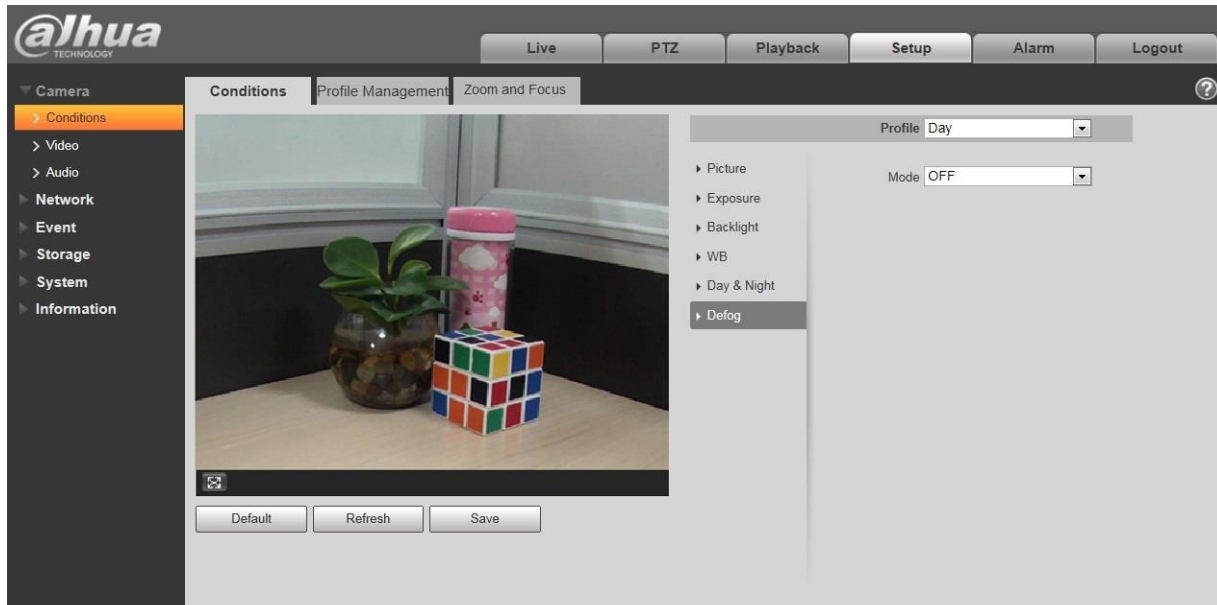 alhua
TECHNOLOGY
Live PTZ Playback Setup Alarm Logout
Camera
Conditions
Video
Audio
Network
Event
Storage
System
Information
Conditions Profile Management Zoom and Focus
Profile Day
Picture
Exposure
Backlight
WB
Day & Night
Defog
Mode OFF
Default Refresh Save